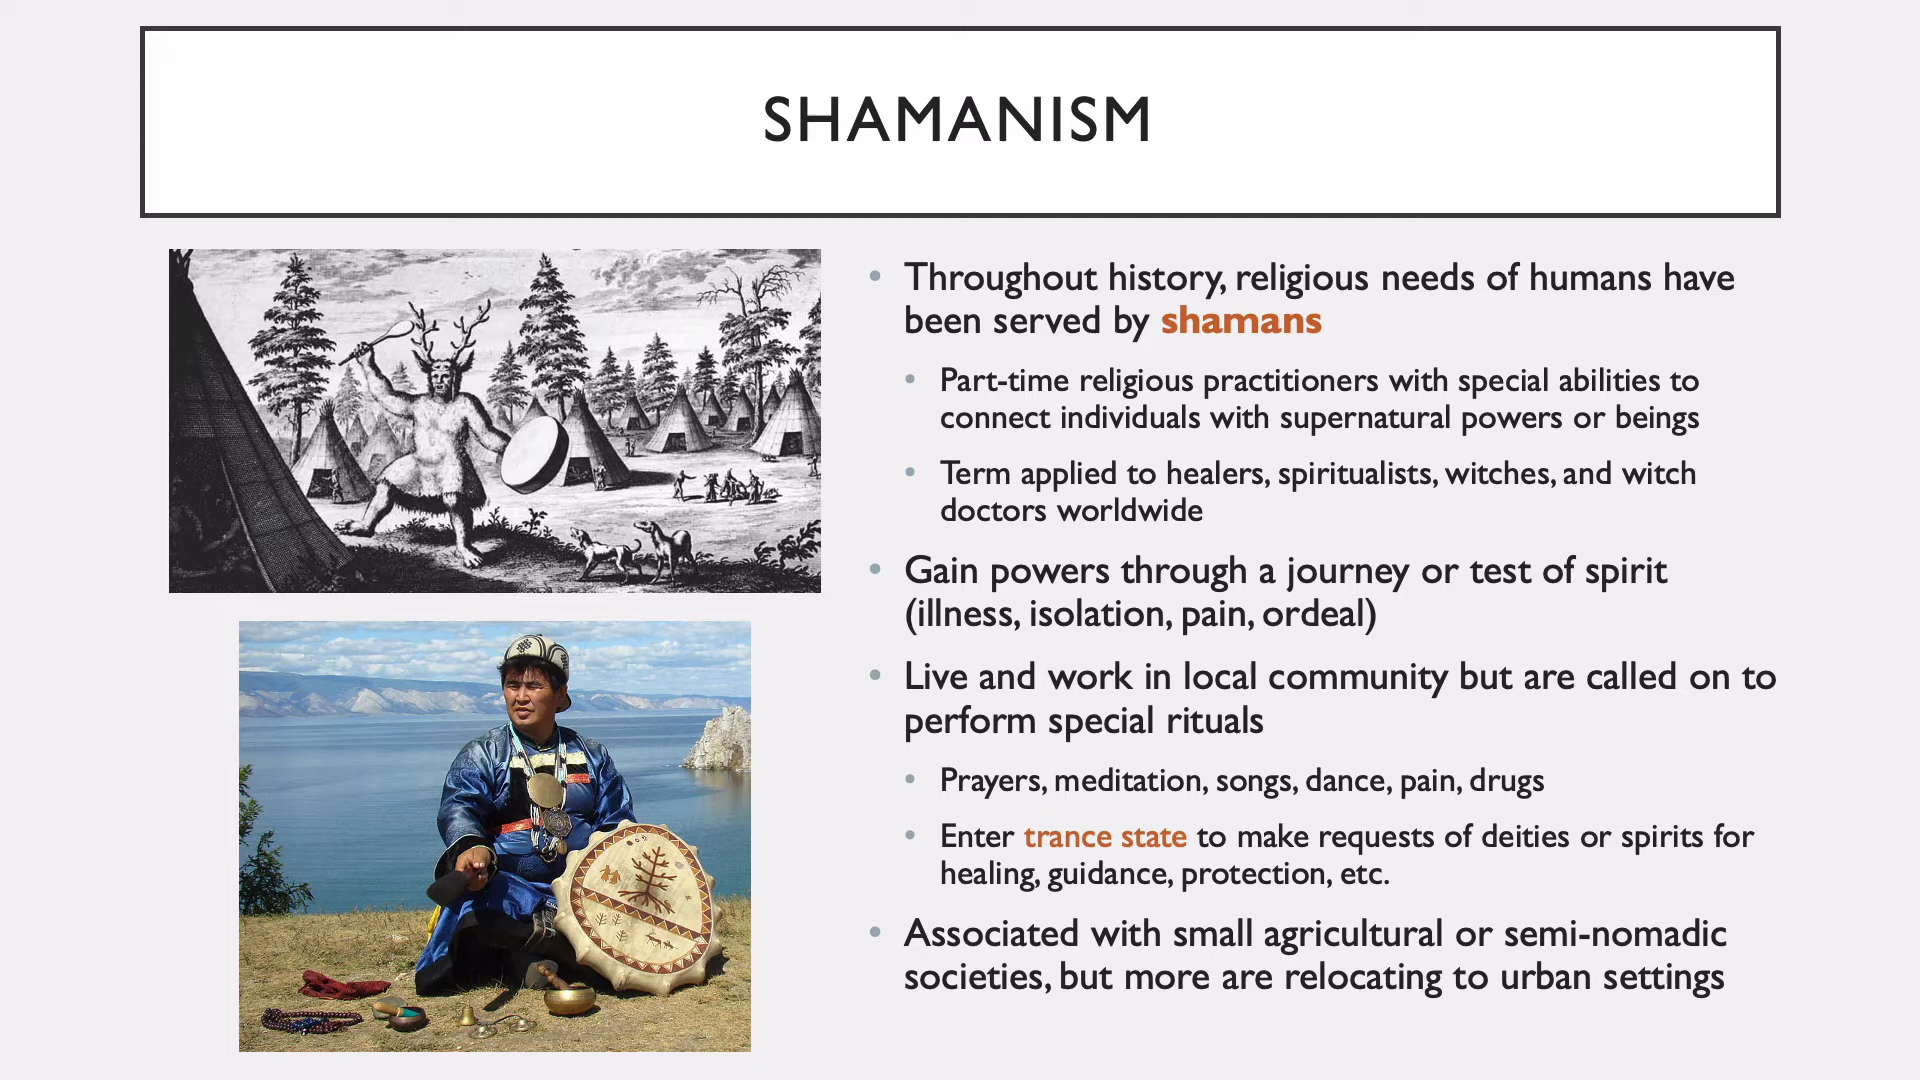 SHAMANISM
• Throughout history, religious needs of humans have
been served by shamans
• Part-time religious practitioners with special abilities to
connect individuals with supernatural powers or beings
• Term applied to healers, spiritualists, witches, and witch
doctors worldwide
• Gain powers through a journey or test of spirit
(illness, isolation, pain, ordeal)
• Live and work in local community but are called on to
perform special rituals
• Prayers, meditation, songs, dance, pain, drugs
• Enter trance state to make requests of deities or spirits for
healing, guidance, protection, etc.
• Associated with small agricultural or semi-nomadic
societies, but more are relocating to urban settings